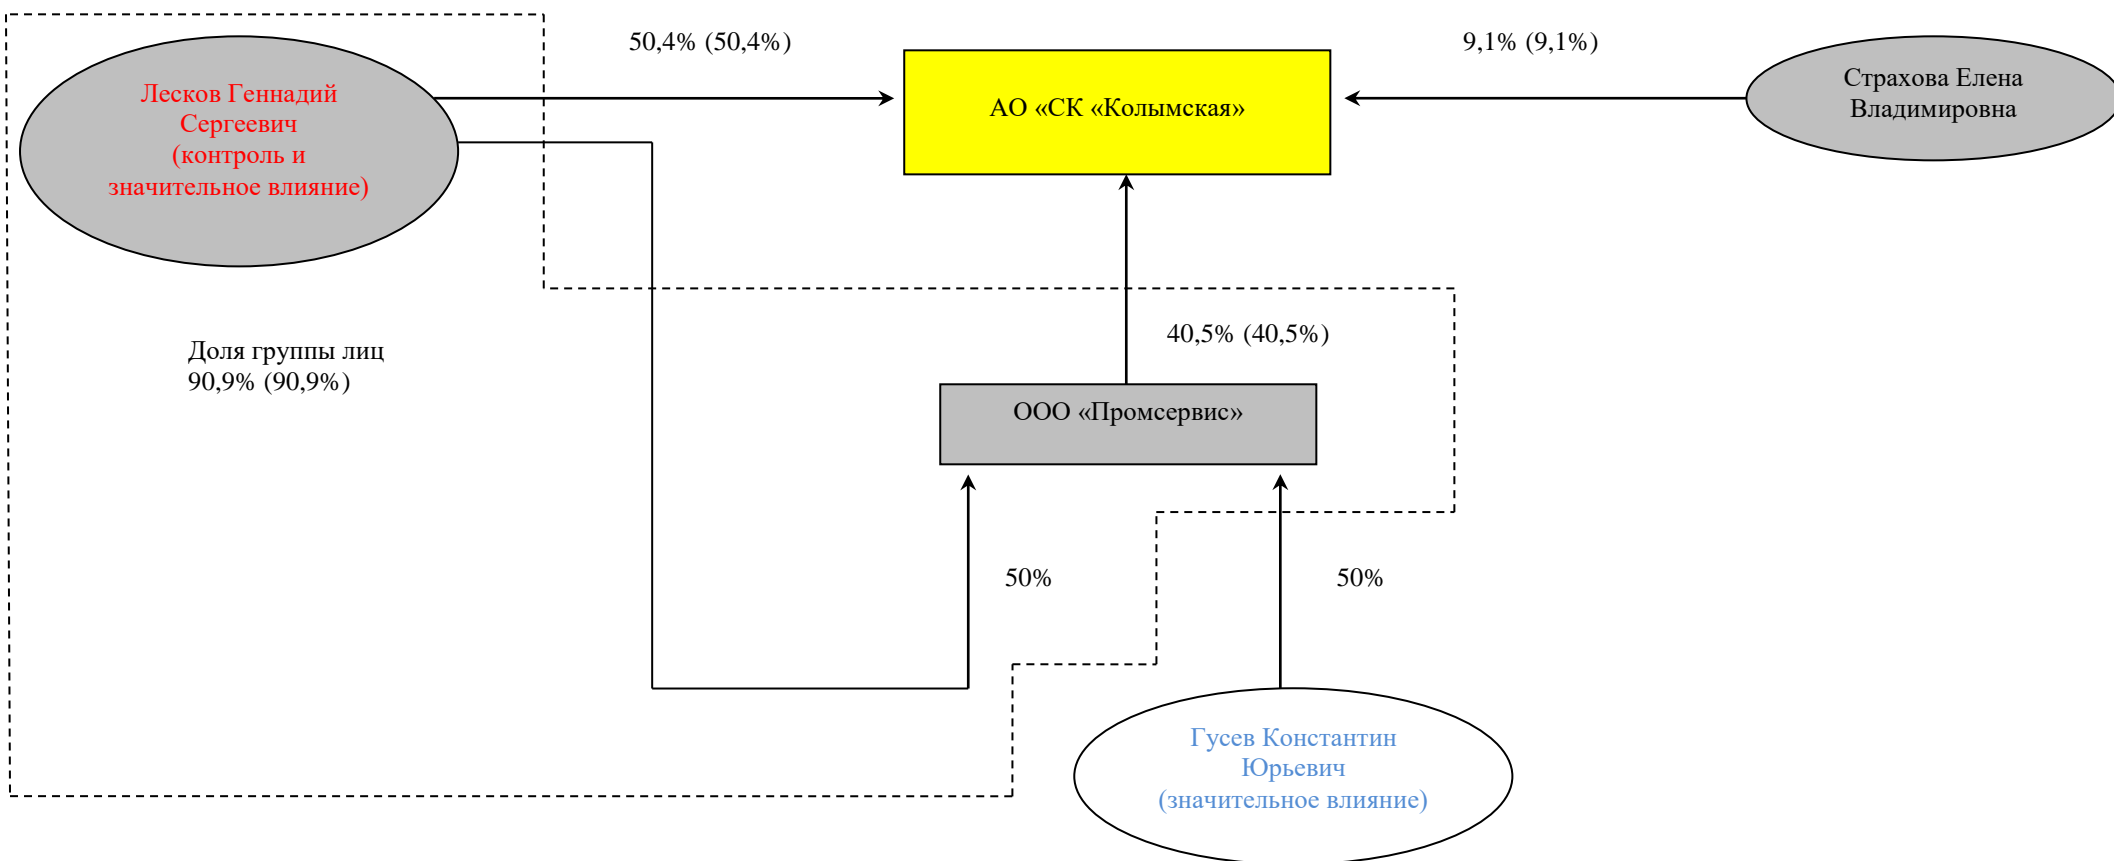 50,4% (50,4%)
9,1% (9,1%)
Лесков Геннадий
Сергеевич
(контроль и
значительное влияние)
АО «СК «Колымская»
Страхова Елена
Владимировна
40,5% (40,5%)
Доля группы лиц
90,9% (90,9%)
ООО «Промсервис»
50%
50%
Гусев Константин
Юрьевич
(значительное влияние)